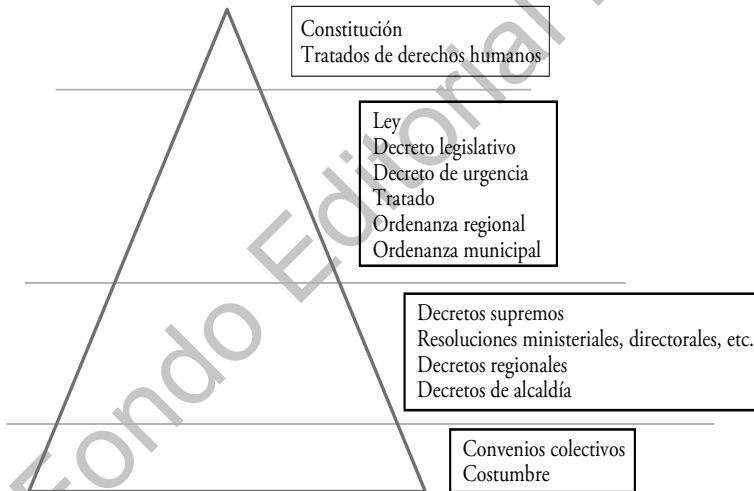 Constitución
Tratados de derechos humanos
Ley
Decreto legislativo
Decreto de urgencia
Tratado
Ordenanza regional
Ordenanza municipal
Decretos supremos
Resoluciones ministeriales, directorales, etc.
Decretos regionales
Decretos de alcaldía
Convenios colectivos
Costumbre
Fondo Editorial